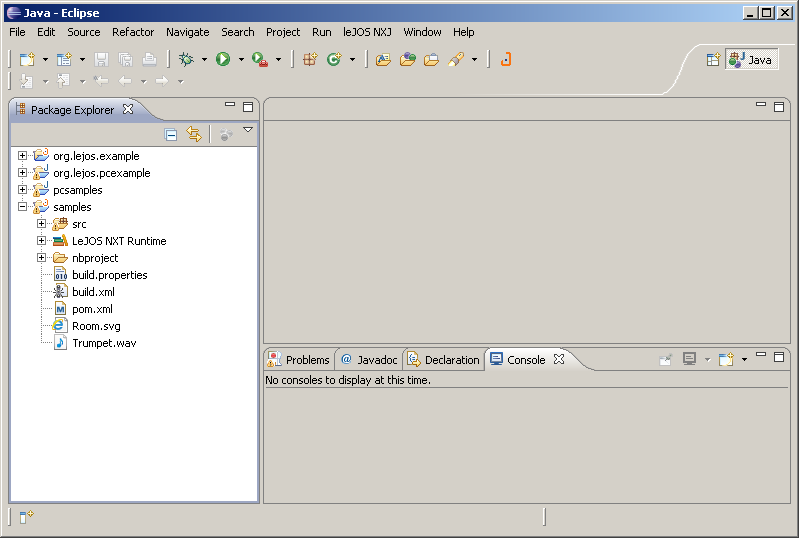 Java - Eclipse
File Edit Source Refactor Navigate Search Project Run leJOS NXJ Window Help
Java
Package Explorer
org.lejos.example
org.lejos.pcexample
pcsamples
samples
src
LeJOS NXT Runtime
nbproject
build.properties
build.xml
pom.xml
Room.svg
Trumpet.wav
Problems Javadoc Declaration Console
No consoles to display at this time.